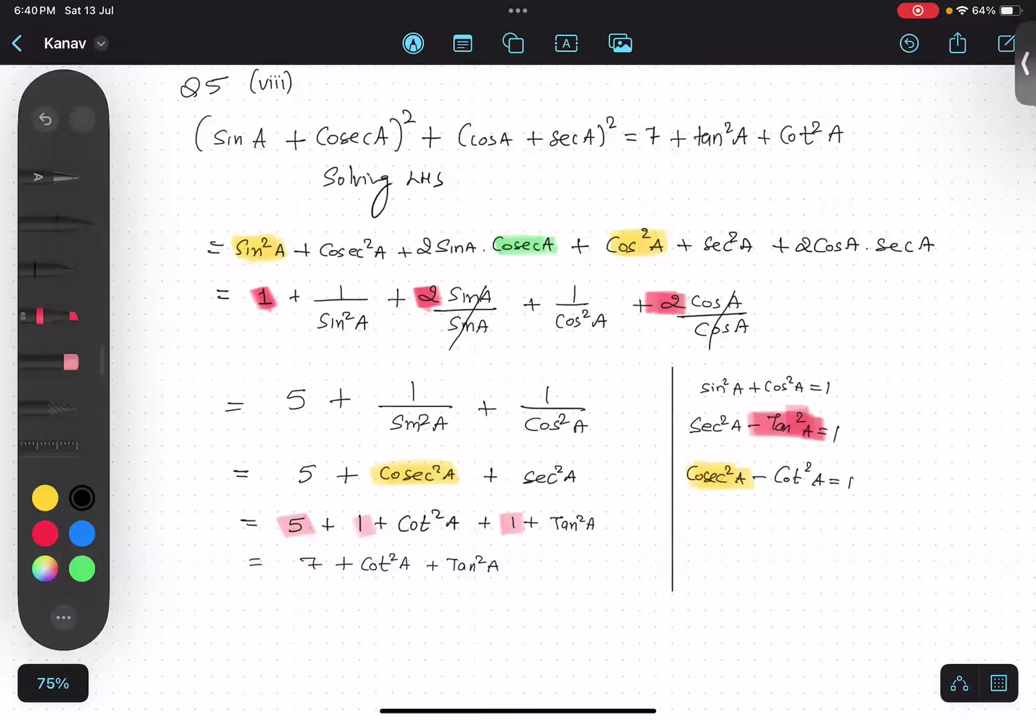 6:40 PM Sat 13 Jul
64%
Kanav
Q5 (viii)
(Sin A + CosecA)² + (cosA + secA)² = 7 + tan²A + Cot²A
Solving LHS
= Sin²A + Cosec²A + 2SinA. CosecA + Cos²A + sec²A + 2CosA. secA
= 1 + 1/Sin²A + 2 SinA/SinA + 1/Cos²A + 2 CosA/CosA
= 5 + 1/Sin²A + 1/Cos²A
= 5 + Cosec²A + sec²A
= 5 + 1 + Cot²A + 1 + Tan²A
= 7 + Cot²A + Tan²A
sin²A + Cos²A = 1
Sec²A - Tan²A = 1
Cosec²A - Cot²A = 1
75%